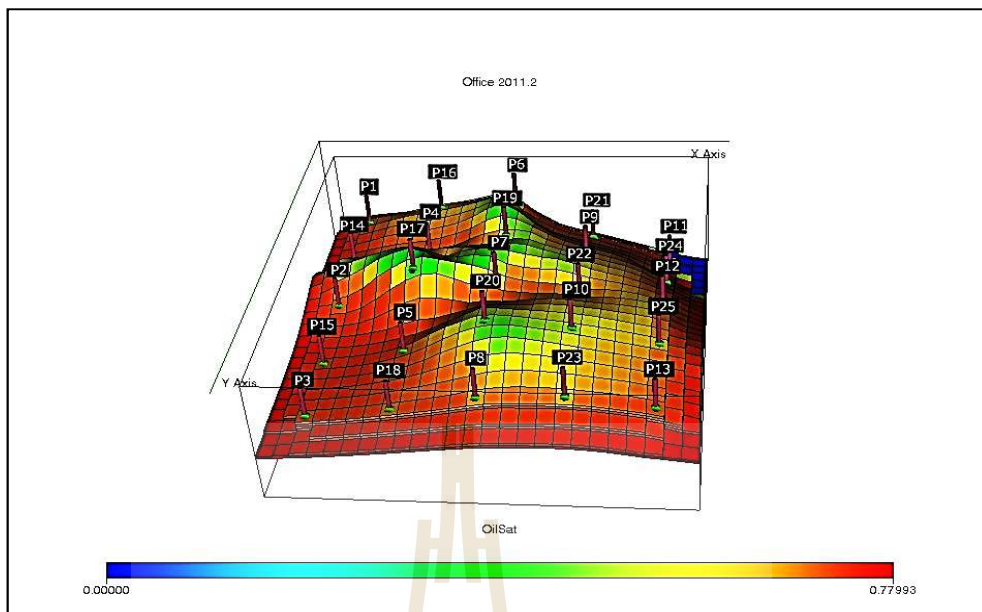 Office 2011.2
X Axis
P6
P16
P1
P19
P21
P4
P9
P14
P17
P11
P7
P24
P22
P12
P2
P20
P10
P25
P5
P15
P8
P23
P18
P13
P3
Y Axis
OilSat
0.00000
0.77993